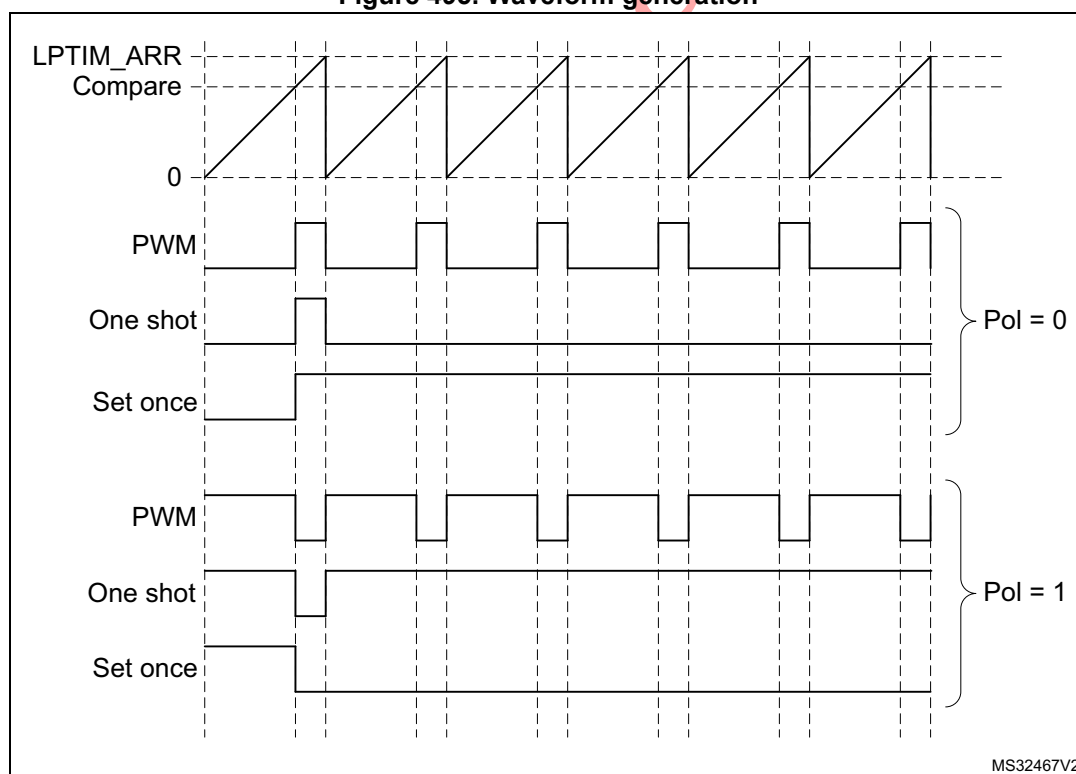 LPTIM_ARR
Compare
0
PWM
One shot
Pol = 0
Set once
PWM
One shot
Pol = 1
Set once
MS32467V2